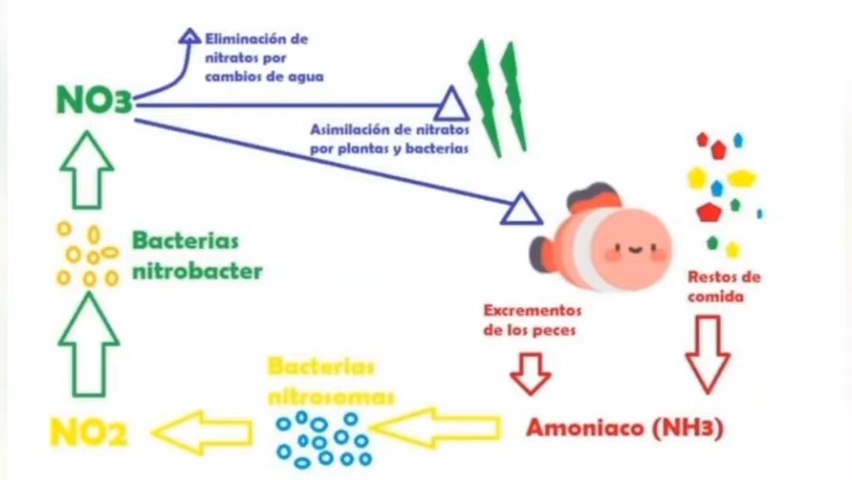 Eliminación de
nitratos por
cambios de agua
NO3
Asimilación de nitratos
por plantas y bacterias
Bacterias
nitrobacter
Restos de
comida
Excrementos
de los peces
Bacterias
nitrosomas
NO2
Amoniaco (NH3)